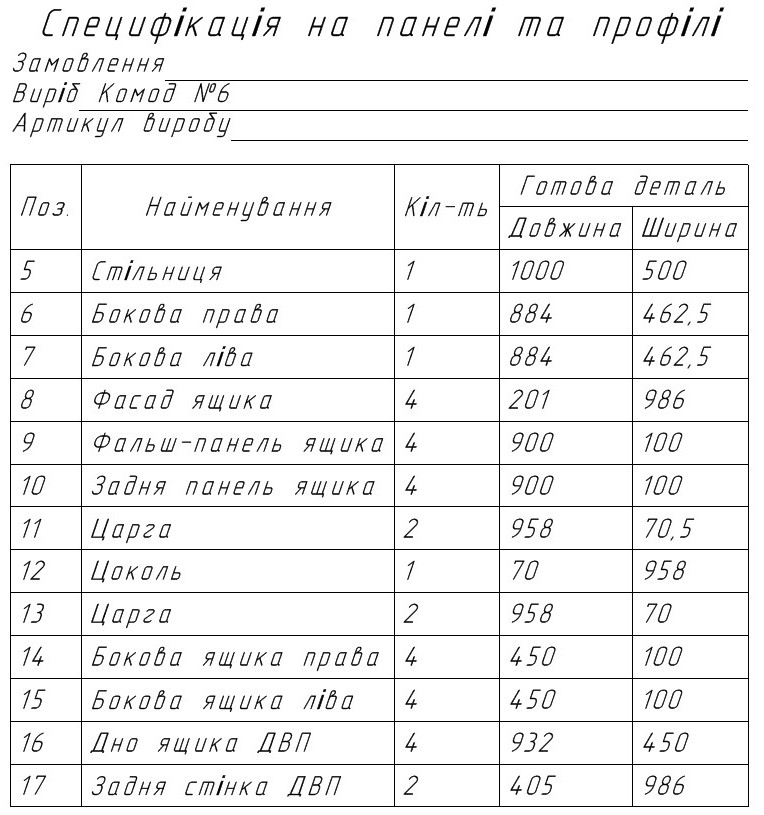 Специфікація на панелі та профілі
Замовлення
Виріб Комод №6
Артикул виробу
Поз. Найменування Кіл-ть Готова деталь
Довжина Ширина
5 Стільниця 1 1000 500
6 Бокова права 1 884 462,5
7 Бокова ліва 1 884 462,5
8 Фасад ящика 4 201 986
9 Фальш-панель ящика 4 900 100
10 Задня панель ящика 4 900 100
11 Царга 2 958 70,5
12 Цоколь 1 70 958
13 Царга 2 958 70
14 Бокова ящика права 4 450 100
15 Бокова ящика ліва 4 450 100
16 Дно ящика ДВП 4 932 450
17 Задня стінка ДВП 2 405 986